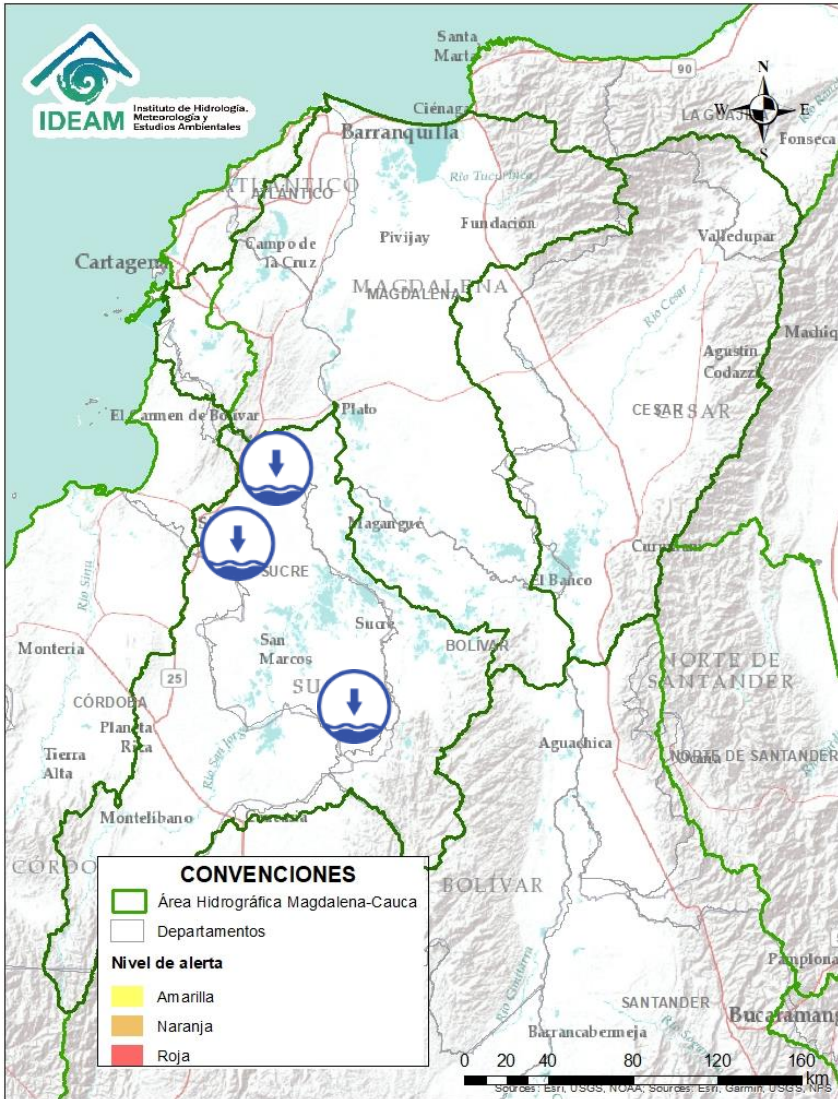 IDEAM
Instituto de Hidrología,
Meteorología y
Estudios Ambientales
Santa
Marta
90
N
W
E
S
Ciénaga
LA GUAJIRA
Fonseca
Barranquilla
Río Tucurinca
ATLÁNTICO
ATLÁNTICO
Fundación
Pivijay
Valledupar
Campo de
la Cruz
Cartagena
MAGDALENA
MAGDALENA
Río Cesar
Agustín
Codazzi
Machiq
CESAR
CESAR
El Carmen de Bolívar
Plato
Magangué
SUCRE
El Banco
Río Sinú
Sucre
San
Marcos
BOLÍVAR
Montería
NORTE DE
SANTANDER
25
CÓRDOBA
Planeta
Rica
Tierra
Alta
Río San Jorge
Aguachica
NORTE DE SANTANDER
Montelíbano
BOLÍVAR
Pamplona
SANTANDER
Río Cimitarra
Barrancabermeja
CONVENCIONES
Área Hidrográfica Magdalena-Cauca
Departamentos
Nivel de alerta
Amarilla
Naranja
Roja
0 20 40 80 120 160
km
Sources: Esri, USGS, NOAA, Sources: Esri, Garmin, USGS, NPS